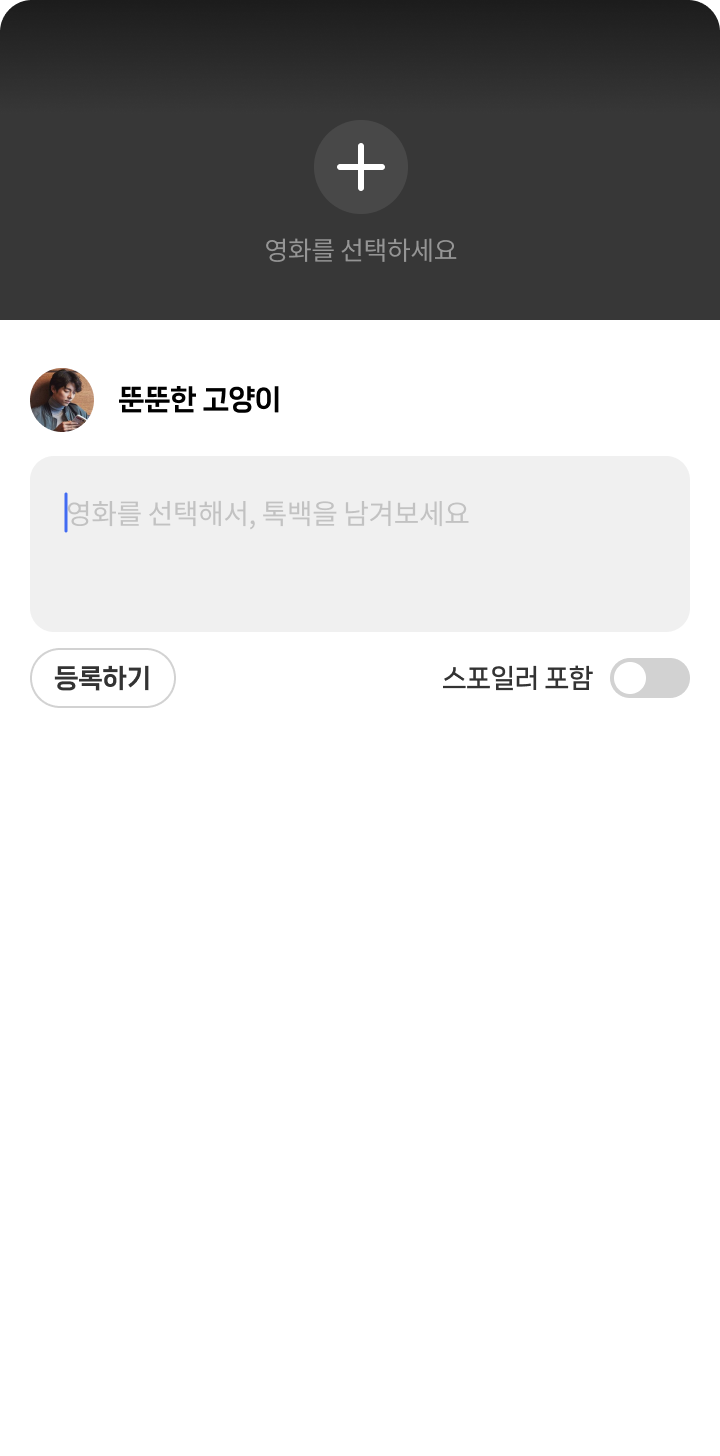 영화를 선택하세요
뚠뚠한 고양이
영화를 선택해서, 톡백을 남겨보세요
등록하기
스포일러 포함